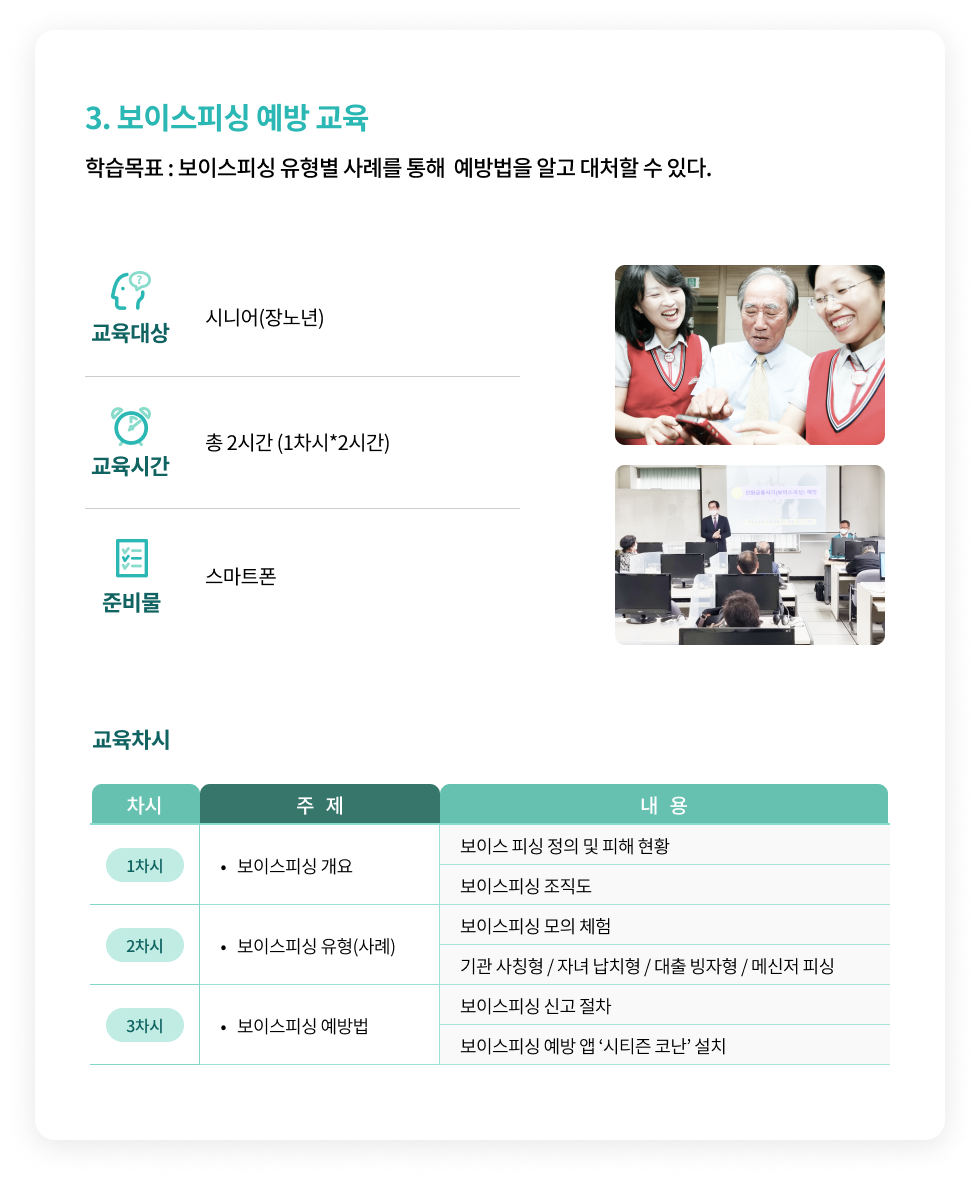 3. 보이스피싱 예방 교육
학습목표 : 보이스피싱 유형별 사례를 통해 예방법을 알고 대처할 수 있다.
?
교육대상
시니어(장노년)
교육시간
총 2시간 (1차시*2시간)
준비물
스마트폰
교육차시
차시
주 제
내 용
1차시
• 보이스피싱 개요
보이스 피싱 정의 및 피해 현황
보이스피싱 조직도
2차시
• 보이스피싱 유형(사례)
보이스피싱 모의 체험
기관 사칭형 / 자녀 납치형 / 대출 빙자형 / 메신저 피싱
3차시
• 보이스피싱 예방법
보이스피싱 신고 절차
보이스피싱 예방 앱 ‘시티즌 코난’ 설치